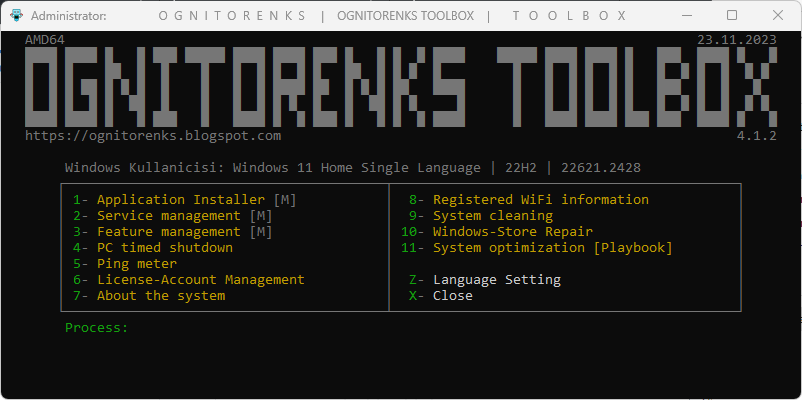 Administrator: O G N I T O R E N K S | OGNITORENKS TOOLBOX | T O O L B O X
AMD64 23.11.2023
OGNITORENKS TOOLBOX
https://ognitorenks.blogspot.com 4.1.2
Windows Kullanicisi: Windows 11 Home Single Language | 22H2 | 22621.2428
1- Application Installer [M]
2- Service management [M]
3- Feature management [M]
4- PC timed shutdown
5- Ping meter
6- License-Account Management
7- About the system
8- Registered WiFi information
9- System cleaning
10- Windows-Store Repair
11- System optimization [Playbook]
Z- Language Setting
X- Close
Process: